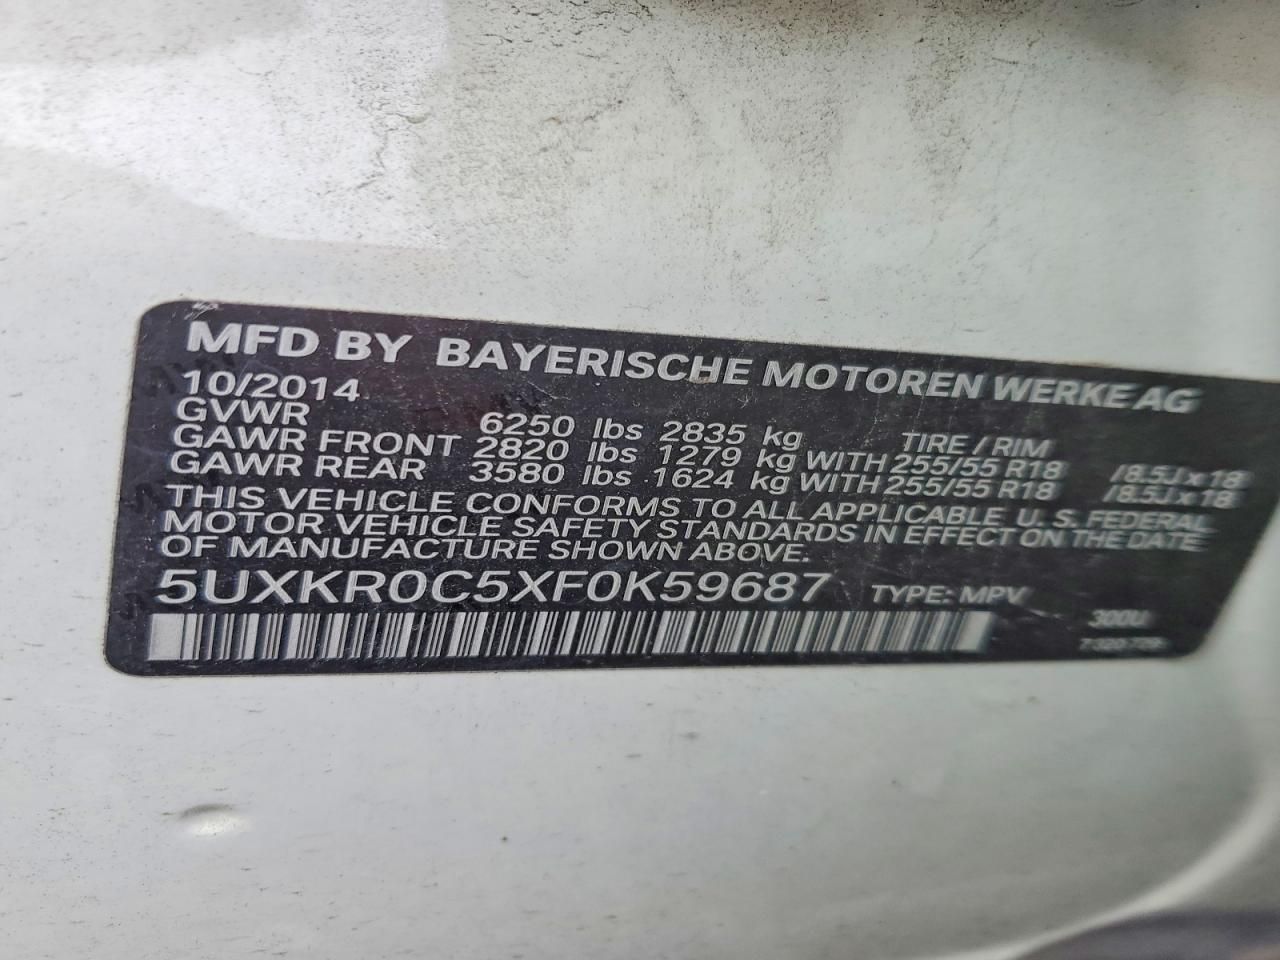 MFD BY BAYERISCHE MOTOREN WERKE AG
10/2014
GVWR 6250 lbs 2835 kg TIRE / RIM
GAWR FRONT 2820 lbs 1279 kg WITH 255/55 R18 /8.5J x 18
GAWR REAR 3580 lbs 1624 kg WITH 255/55 R18 /8.5J x 18
THIS VEHICLE CONFORMS TO ALL APPLICABLE U. S. FEDERAL
MOTOR VEHICLE SAFETY STANDARDS IN EFFECT ON THE DATE
OF MANUFACTURE SHOWN ABOVE.
5UXKR0C5XF0K59687 TYPE: MPV
300U